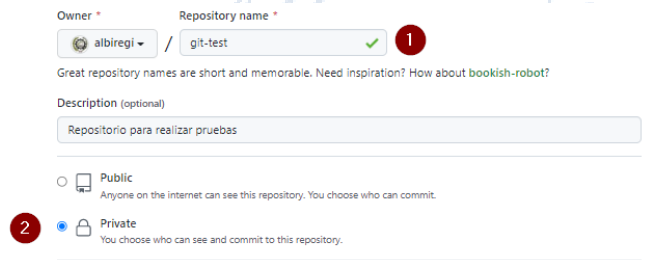 Owner * Repository name *
albiregi / git-test 1
Great repository names are short and memorable. Need inspiration? How about bookish-robot?
Description (optional)
Repositorio para realizar pruebas
Public
Anyone on the internet can see this repository. You choose who can commit.
2 Private
You choose who can see and commit to this repository.